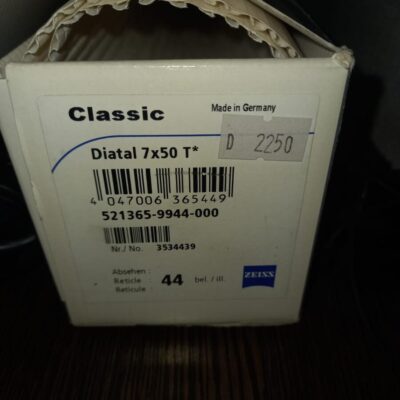 Classic
Made in Germany
D 2250
Diatal 7x50 T*
4 047006 365449
521365-9944-000
Nr./ No. 3534439
Absehen :
Reticle : 44 bel. / ill.
Reticule :
ZEISS